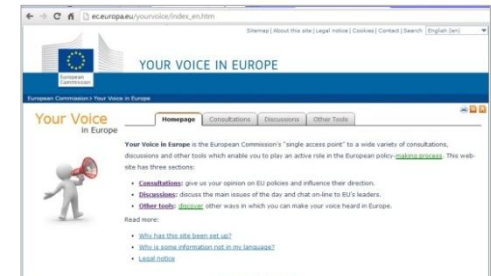 ec.europa.eu/yourvoice/index_en.htm
Sitemap | About this site | Legal notice | Cookies | Contact | Search English (en)
European
Commission
YOUR VOICE IN EUROPE
European Commission > Your Voice in Europe
Your Voice
in Europe
Homepage Consultations Discussions Other Tools
Your Voice in Europe is the European Commission's "single access point" to a wide variety of consultations,
discussions and other tools which enable you to play an active role in the European policy-making process. This web-
site has three sections:
• Consultations: give us your opinion on EU policies and influence their direction.
• Discussions: discuss the main issues of the day and chat on-line to EU's leaders.
• Other tools: discover other ways in which you can make your voice heard in Europe.
Read more:
• Why has this site been set up?
• Why is some information not in my language?
• Legal notice